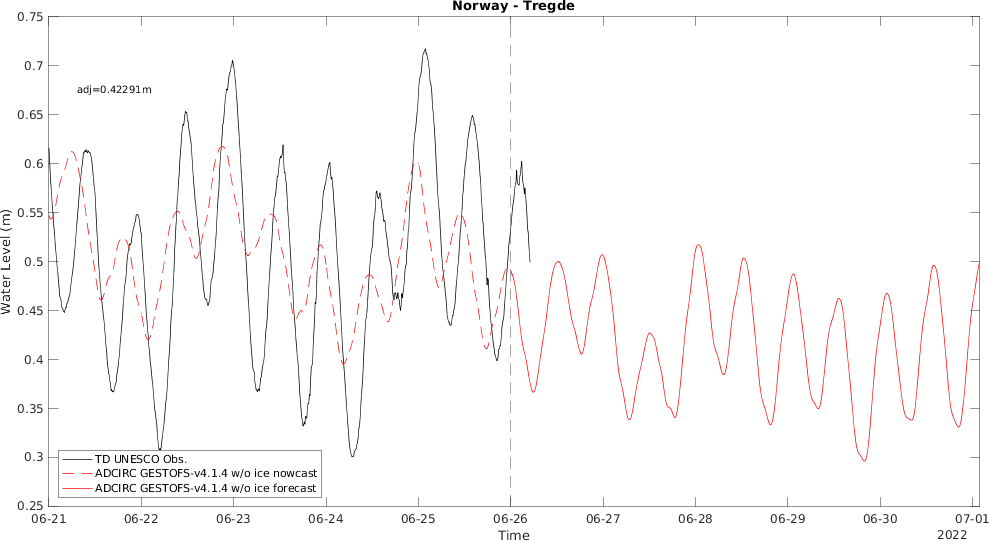 Norway - Tregde
0.75
0.7
0.65
0.6
0.55
0.5
0.45
0.4
0.35
0.3
0.25
Water Level (m)
adj=0.42291m
TD UNESCO Obs.
ADCIRC GESTOFS-v4.1.4 w/o ice nowcast
ADCIRC GESTOFS-v4.1.4 w/o ice forecast
06-21 06-22 06-23 06-24 06-25 06-26 06-27 06-28 06-29 06-30 07-01
Time
2022